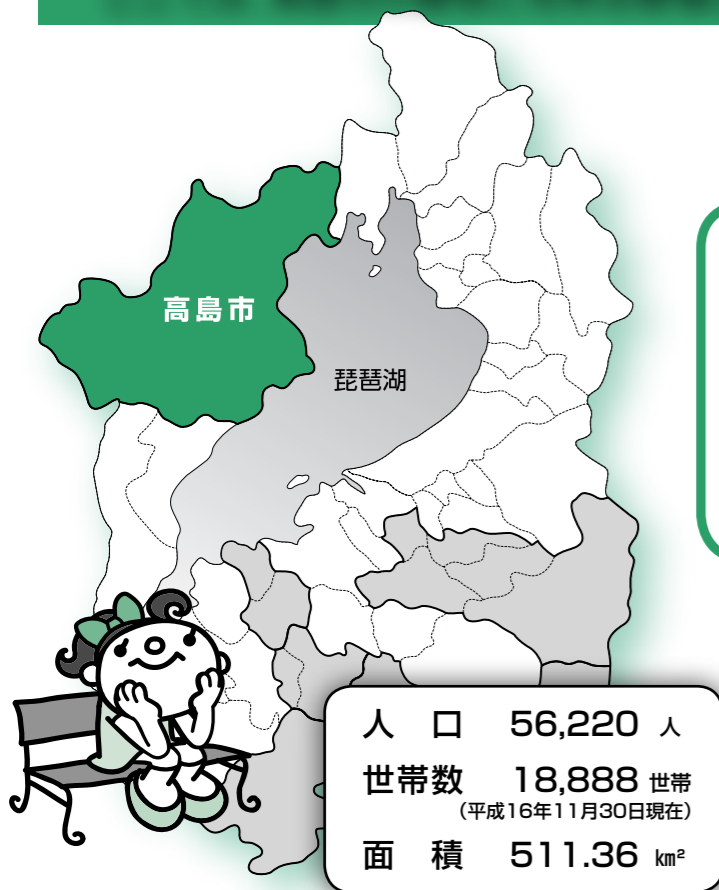 高島市
琵琶湖
人 口 56,220 人
世帯数 18,888 世帯
(平成16年11月30日現在)
面 積 511.36 km²